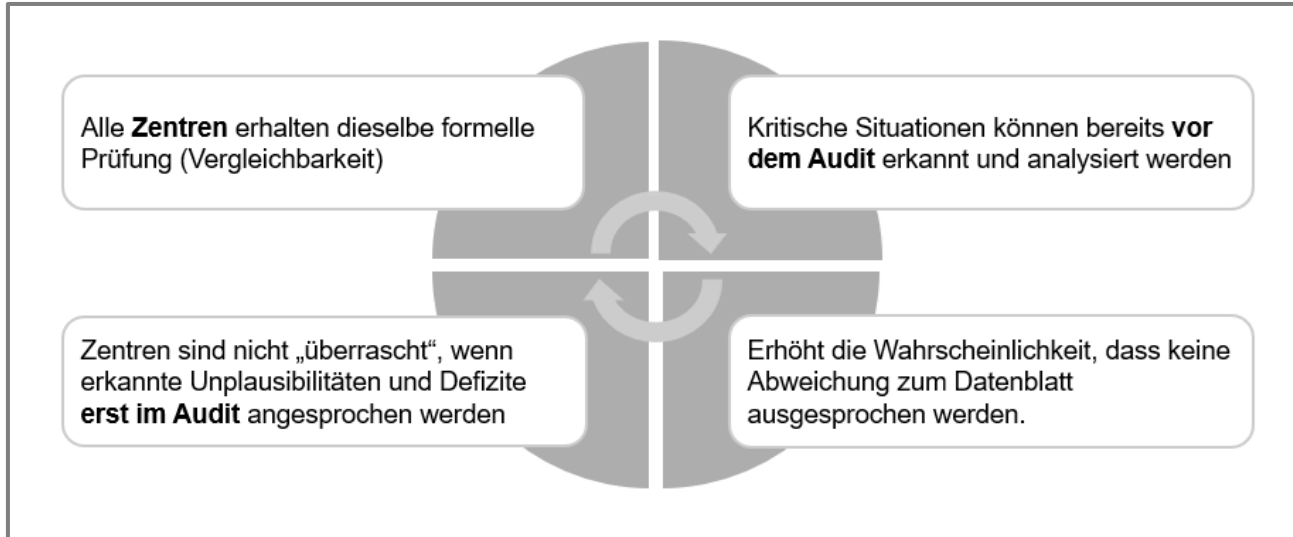 Alle Zentren erhalten dieselbe formelle
Prüfung (Vergleichbarkeit)
Kritische Situationen können bereits vor
dem Audit erkannt und analysiert werden
Zentren sind nicht „überrascht“, wenn
erkannte Unplausibilitäten und Defizite
erst im Audit angesprochen werden
Erhöht die Wahrscheinlichkeit, dass keine
Abweichung zum Datenblatt
ausgesprochen werden.